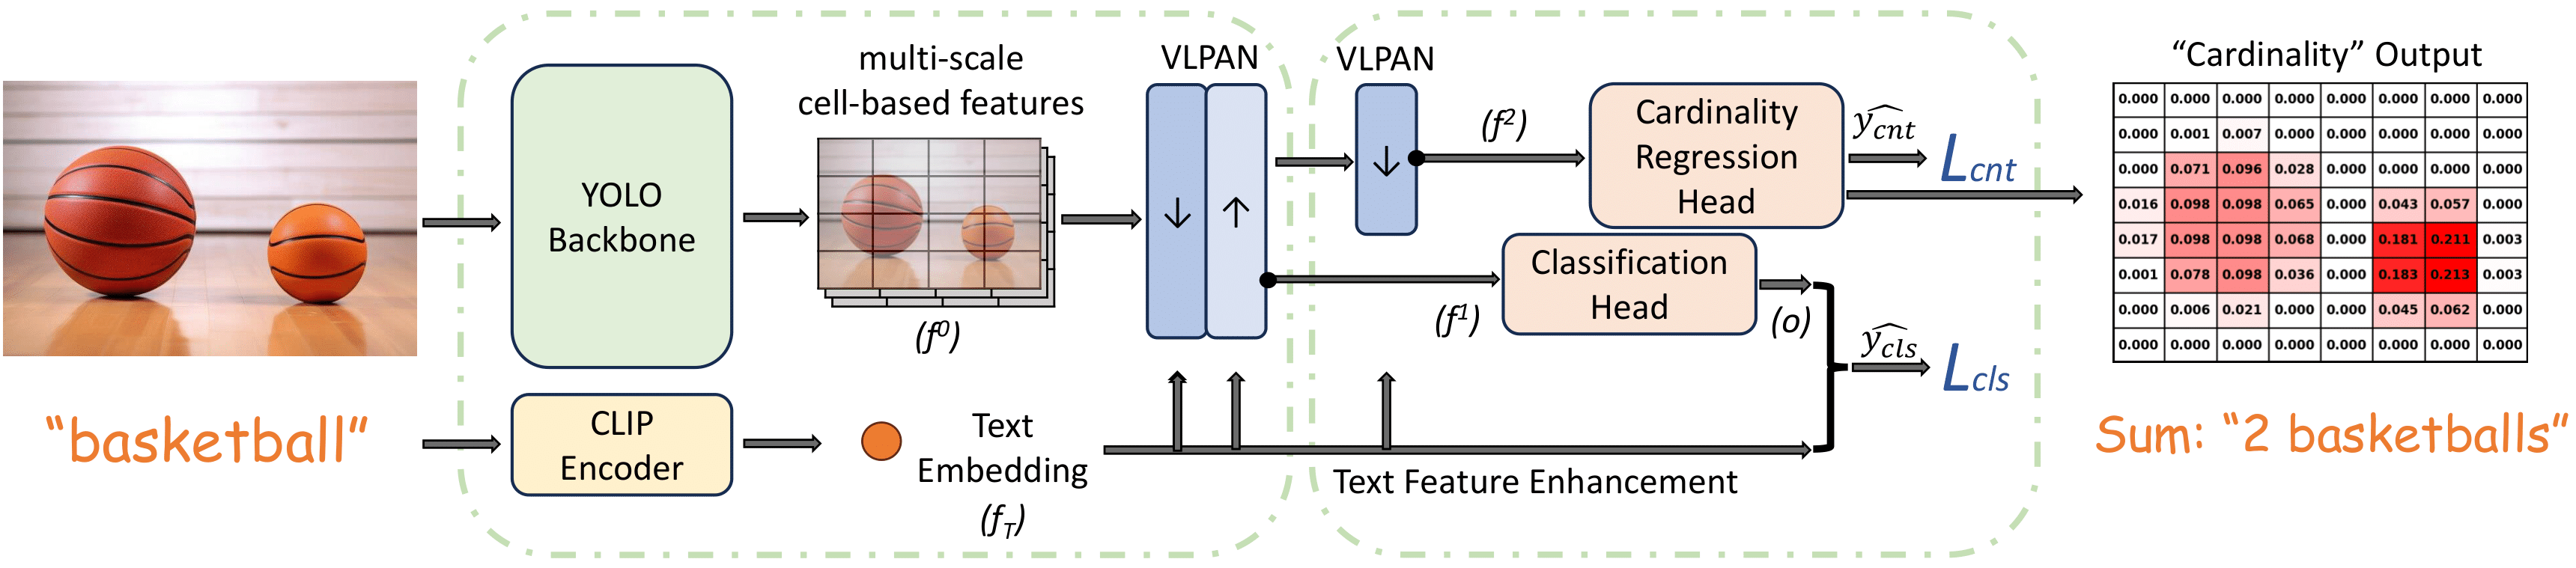 “basketball”
YOLO
Backbone
CLIP
Encoder
multi-scale
cell-based features
(f⁰)
Text
Embedding
(f_T)
VLPAN
↓ ↑
VLPAN
↓
(f²)
Cardinality
Regression
Head
(f¹)
Classification
Head
(o)
Text Feature Enhancement
\hat{y_{cnt}}
L_{cnt}
\hat{y_{cls}}
L_{cls}
“Cardinality” Output
0.000 0.000 0.000 0.000 0.000 0.000 0.000 0.000
0.000 0.001 0.007 0.000 0.000 0.000 0.000 0.000
0.000 0.071 0.096 0.028 0.000 0.000 0.000 0.000
0.016 0.098 0.098 0.065 0.000 0.043 0.057 0.000
0.017 0.098 0.098 0.068 0.000 0.181 0.211 0.003
0.001 0.078 0.098 0.036 0.000 0.183 0.213 0.003
0.000 0.006 0.021 0.000 0.000 0.045 0.062 0.000
0.000 0.000 0.000 0.000 0.000 0.000 0.000 0.000
Sum: “2 basketballs”